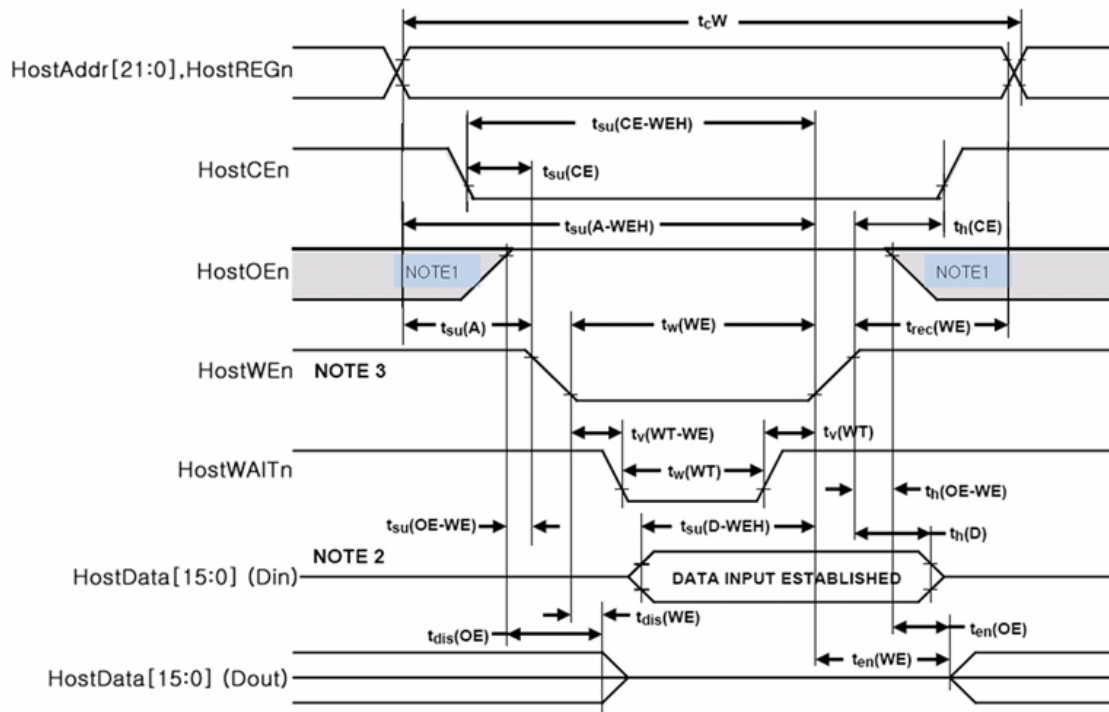 tcW
HostAddr[21:0],HostREGn
tsu(CE-WEH)
HostCEn
tsu(CE)
tsu(A-WEH)
th(CE)
HostOEn
NOTE1
NOTE1
tsu(A)
tw(WE)
trec(WE)
HostWEn
NOTE 3
tv(WT-WE)
tv(WT)
HostWAITn
tw(WT)
th(OE-WE)
tsu(OE-WE)
tsu(D-WEH)
th(D)
NOTE 2
HostData[15:0] (Din)
DATA INPUT ESTABLISHED
tdis(WE)
tdis(OE)
ten(OE)
ten(WE)
HostData[15:0] (Dout)